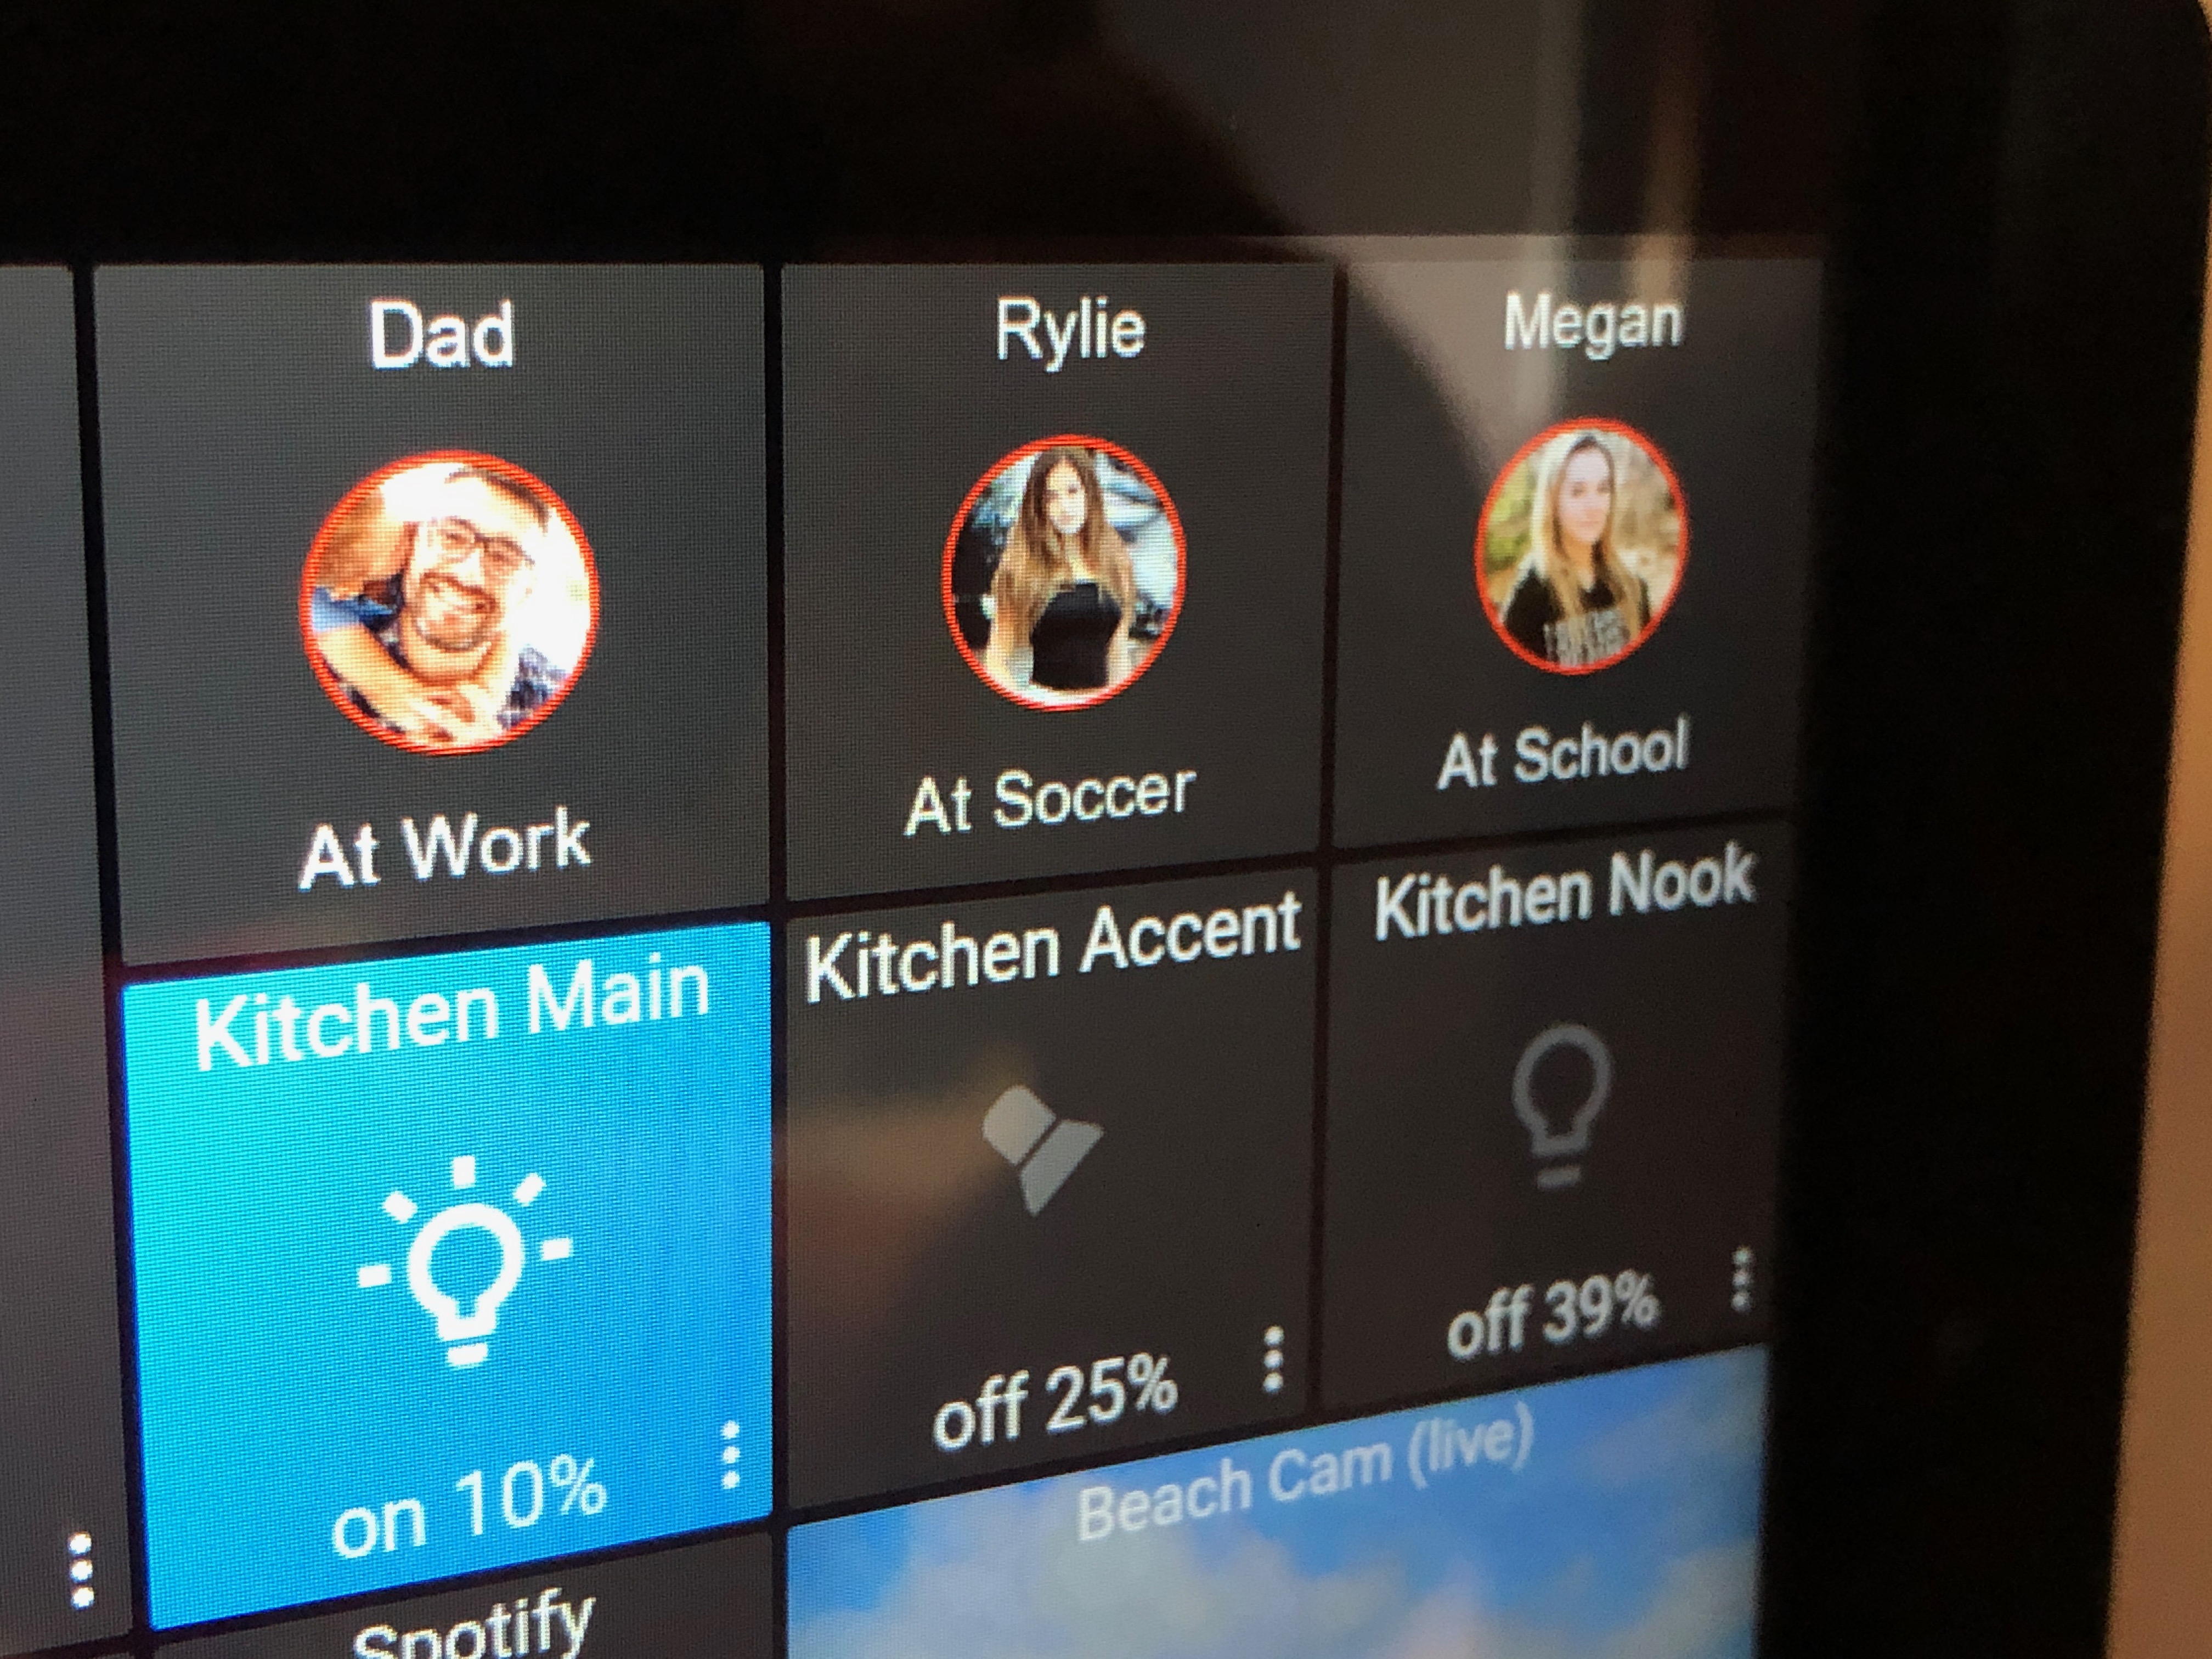 Dad
Rylie
Megan
At Work
At Soccer
At School
Kitchen Main
Kitchen Accent
Kitchen Nook
on 10%
off 25%
off 39%
Spotify
Beach Cam (live)